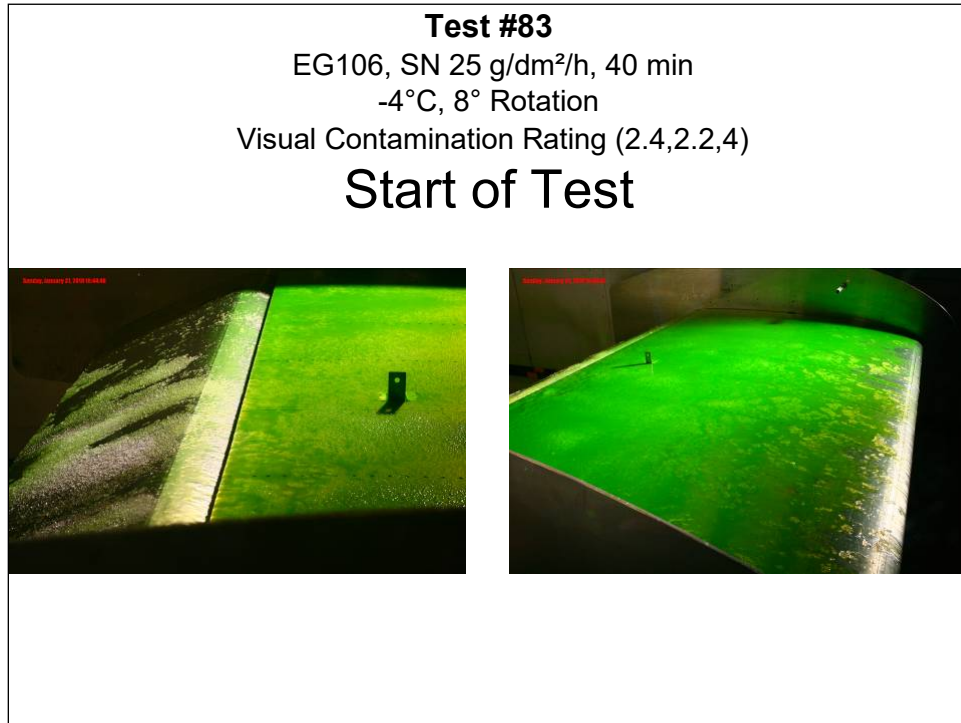 Test #83
EG106, SN 25 g/dm²/h, 40 min
-4°C, 8° Rotation
Visual Contamination Rating (2.4,2.2,4)
Start of Test